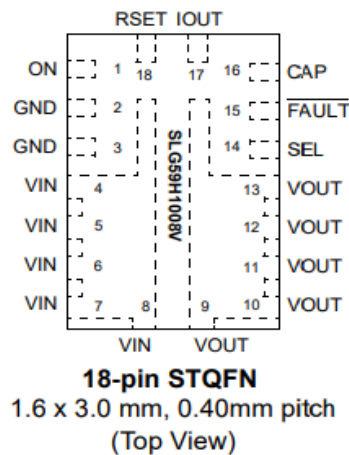 RSET IOUT
ON 1 18 17 16 CAP
GND 2 15 FAULT
GND 3 14 SEL
VIN 4 13 VOUT
VIN 5 12 VOUT
VIN 6 11 VOUT
VIN 7 8 9 10 VOUT
SLG59H1008V
VIN VOUT
18-pin STQFN
1.6 x 3.0 mm, 0.40mm pitch
(Top View)